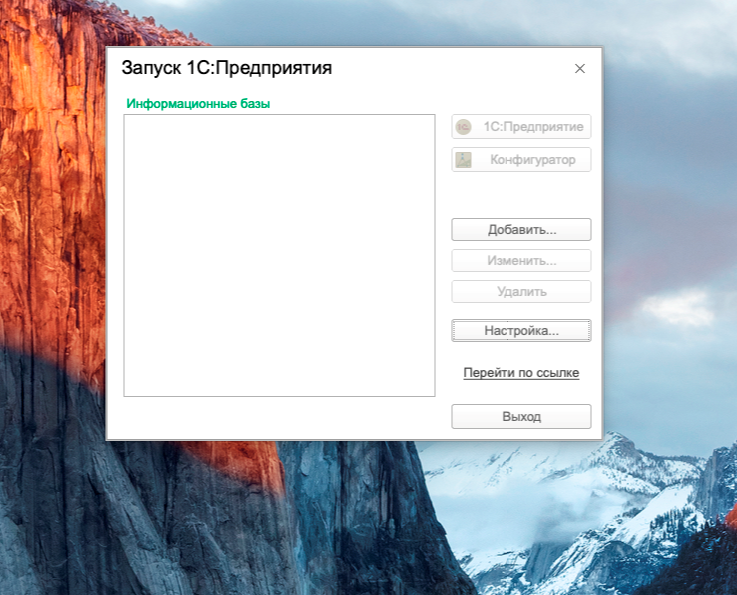 Запуск 1С:Предприятия
Информационные базы
1С:Предприятие
Конфигуратор
Добавить...
Изменить...
Удалить
Настройка...
Перейти по ссылке
Выход